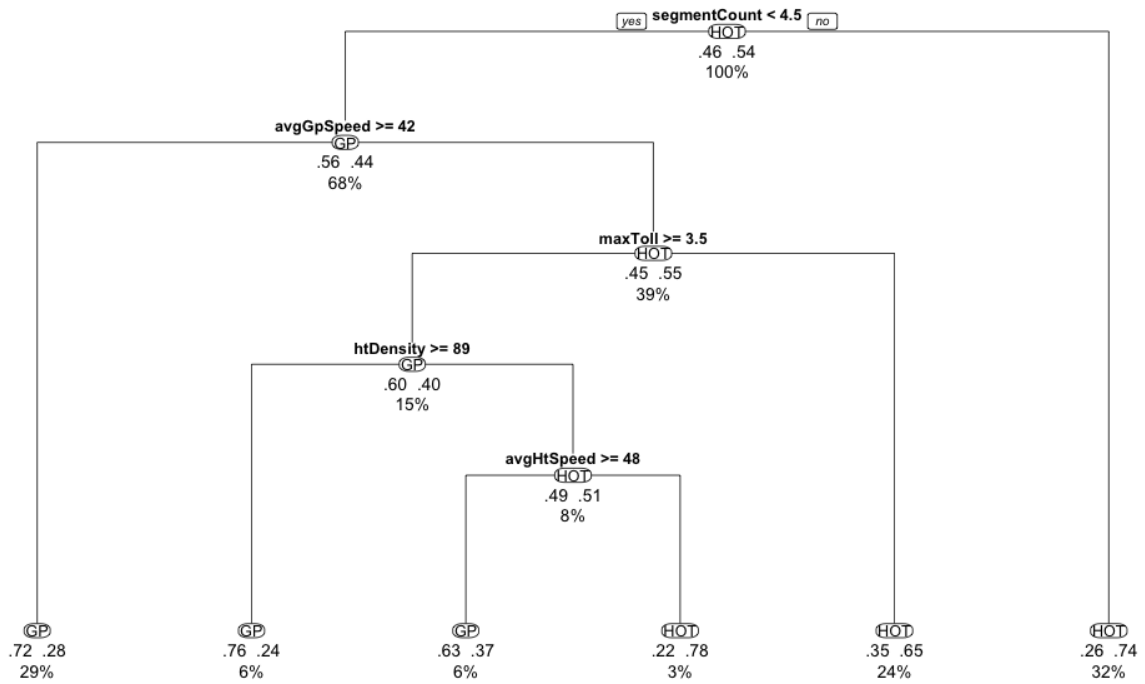 segmentCount < 4.5
yes
no
HOT
.46 .54
100%
avgGpSpeed >= 42
GP
.56 .44
68%
maxToll >= 3.5
HOT
.45 .55
39%
htDensity >= 89
GP
.60 .40
15%
avgHtSpeed >= 48
HOT
.49 .51
8%
GP GP GP HOT HOT HOT
.72 .28 .76 .24 .63 .37 .22 .78 .35 .65 .26 .74
29% 6% 6% 3% 24% 32%